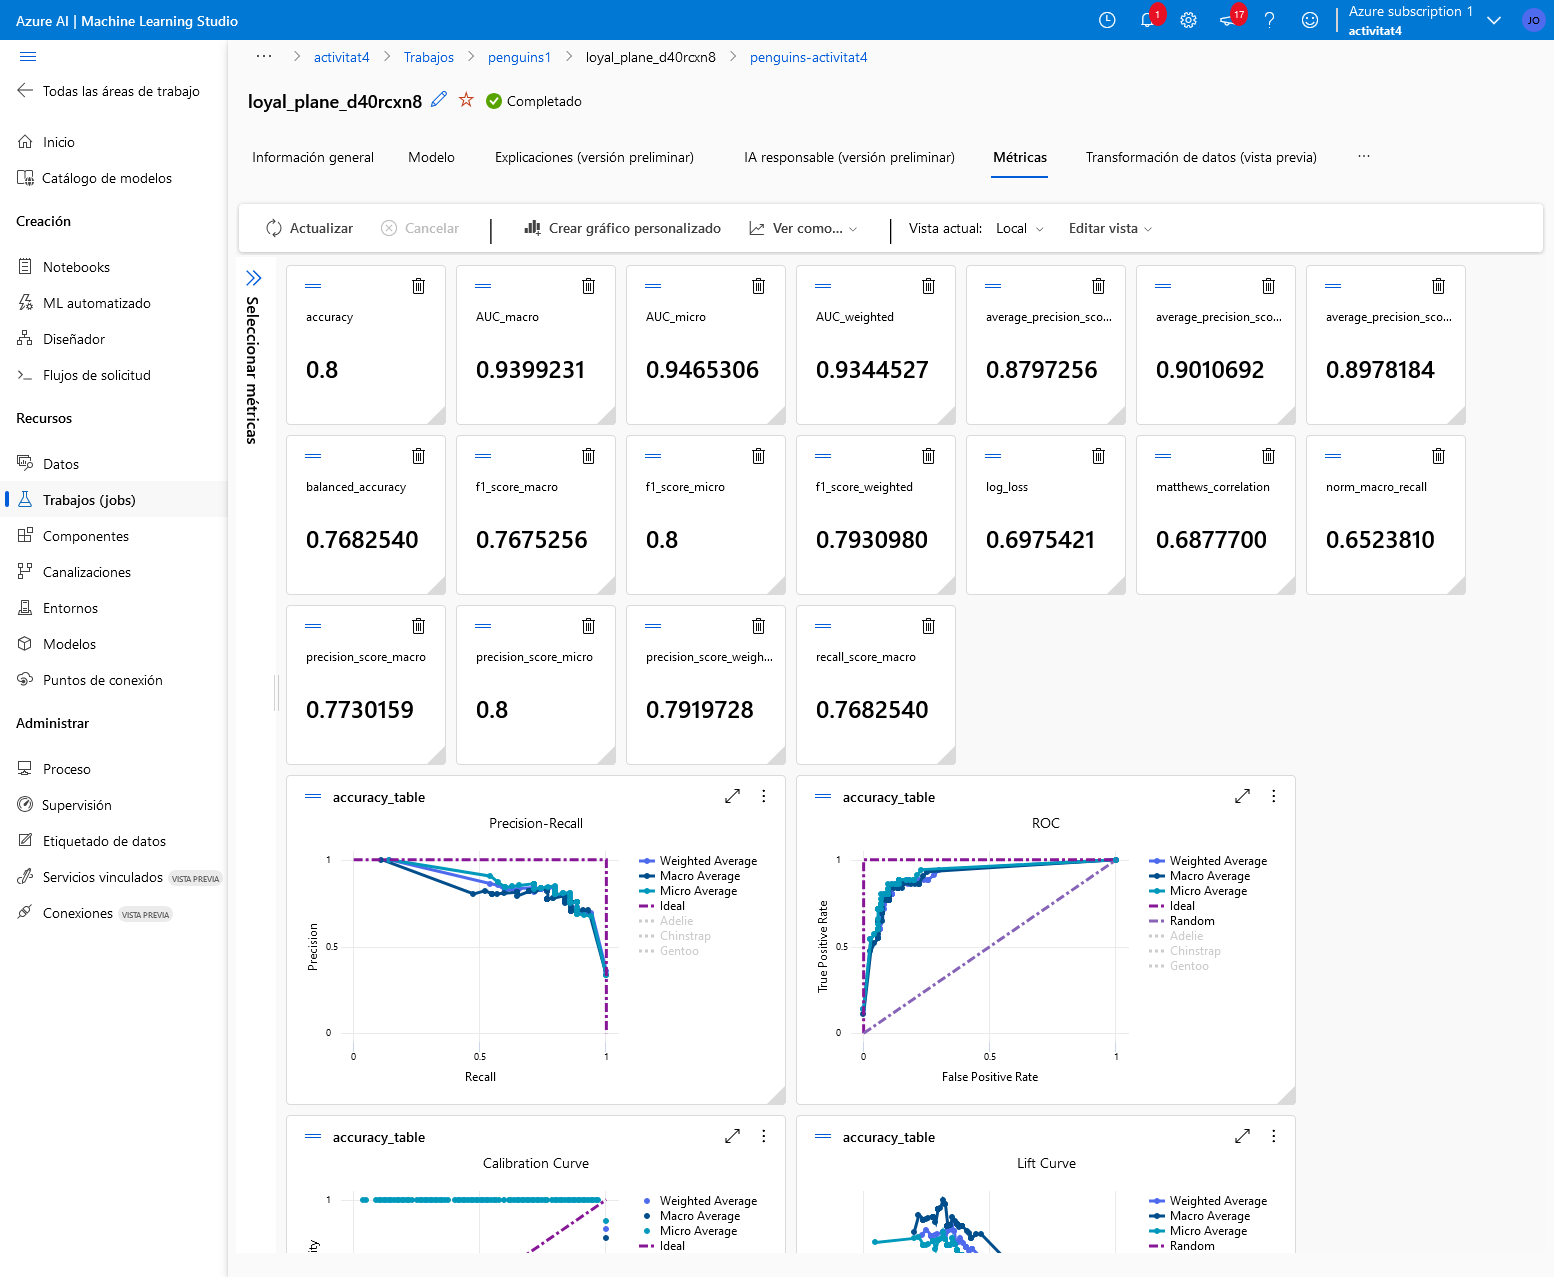 Azure AI | Machine Learning Studio
1
17
Azure subscription 1
activitat4
JO
Todas las áreas de trabajo
Inicio
Catálogo de modelos
Creación
Notebooks
ML automatizado
Diseñador
Flujos de solicitud
Recursos
Datos
Trabajos (jobs)
Componentes
Canalizaciones
Entornos
Modelos
Puntos de conexión
Administrar
Proceso
Supervisión
Etiquetado de datos
Servicios vinculados VISTA PREVIA
Conexiones VISTA PREVIA
··· > activitat4 > Trabajos > penguins1 > loyal_plane_d40rcxn8 > penguins-activitat4
loyal_plane_d40rcxn8 Completado
Información general Modelo Explicaciones (versión preliminar) IA responsable (versión preliminar) Métricas Transformación de datos (vista previa) ···
Actualizar Cancelar Crear gráfico personalizado Ver como... Vista actual: Local Editar vista
Seleccionar métricas
accuracy AUC_macro AUC_micro AUC_weighted average_precision_sco... average_precision_sco... average_precision_sco...
0.8 0.9399231 0.9465306 0.9344527 0.8797256 0.9010692 0.8978184
balanced_accuracy f1_score_macro f1_score_micro f1_score_weighted log_loss matthews_correlation norm_macro_recall
0.7682540 0.7675256 0.8 0.7930980 0.6975421 0.6877700 0.6523810
precision_score_macro precision_score_micro precision_score_weigh... recall_score_macro
0.7730159 0.8 0.7919728 0.7682540
accuracy_table
Precision-Recall
1
0.5
0
Precision
0 0.5 1
Recall
Weighted Average
Macro Average
Micro Average
Ideal
Adelie
Chinstrap
Gentoo
accuracy_table
ROC
1
0.5
0
True Positive Rate
0 0.5 1
False Positive Rate
Weighted Average
Macro Average
Micro Average
Ideal
Random
Adelie
Chinstrap
Gentoo
accuracy_table
Calibration Curve
1
ity
Weighted Average
Macro Average
Micro Average
Ideal
accuracy_table
Lift Curve
Weighted Average
Macro Average
Micro Average
Random